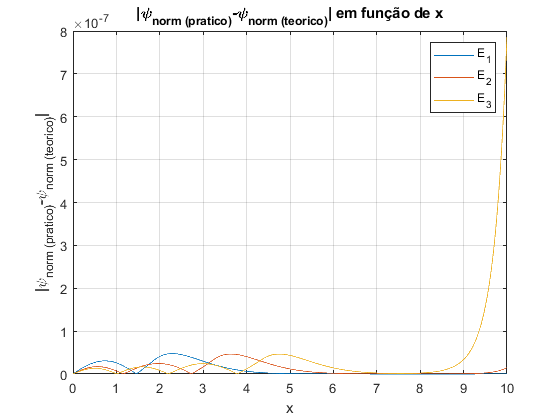 |ψnorm (pratico)-ψnorm (teorico)| em função de x
×10-7
8
7
6
5
4
3
2
1
0
|ψnorm (pratico)-ψnorm (teorico)|
E1
E2
E3
0 1 2 3 4 5 6 7 8 9 10
x